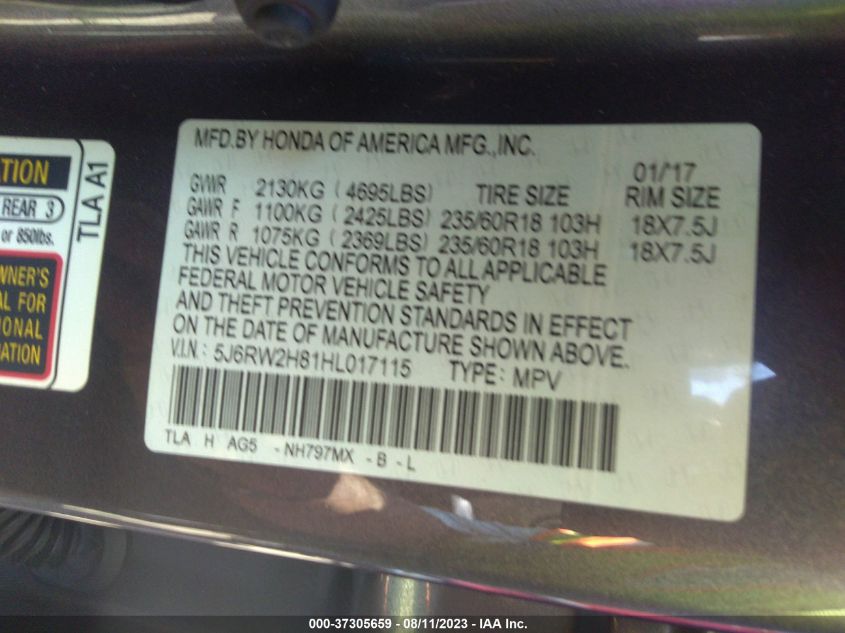 MFD.BY HONDA OF AMERICA MFG.,INC.
01/'17
GVWR 2130KG (4695LBS) TIRE SIZE RIM SIZE
GAWR F 1100KG (2425LBS) 235/60R18 103H 18X7.5J
GAWR R 1075KG (2369LBS) 235/60R18 103H 18X7.5J
THIS VEHICLE CONFORMS TO ALL APPLICABLE
FEDERAL MOTOR VEHICLE SAFETY
AND THEFT PREVENTION STANDARDS IN EFFECT
ON THE DATE OF MANUFACTURE SHOWN ABOVE.
V.I.N.: 5J6RW2H81HL017115 TYPE: MPV
TLA H AG5 -NH797MX -B -L
TION
REAR 3
or 850lbs.
TLA A1
WNER'S
AL FOR
IONAL
MATION
000-37305659 - 08/11/2023 - IAA Inc.